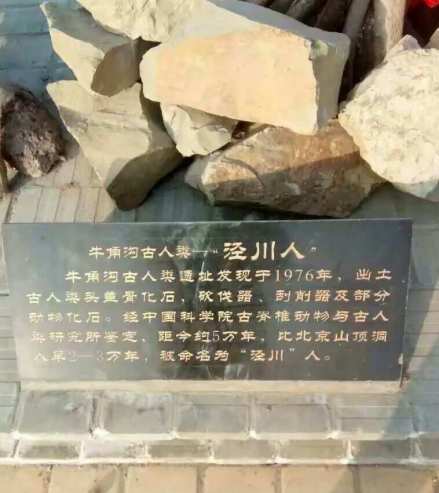 牛角沟古人类—“泾川人”
牛角沟古人类遗址发现于1976年，出土
古人类头盖骨化石、砍伐器、刮削器及部分
动物化石。经中国科学院古脊椎动物与古人
类研究所鉴定、距今约5万年，比北京山顶洞
人早2—3万年，被命名为“泾川”人。